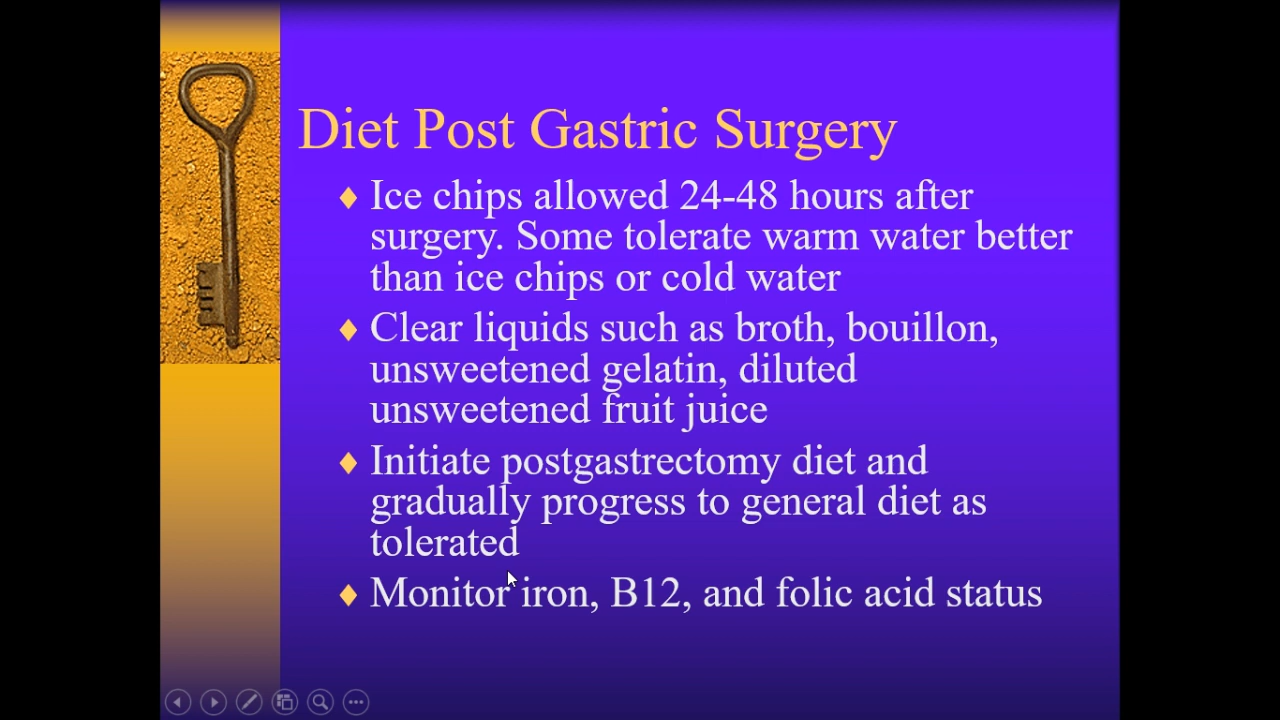 Diet Post Gastric Surgery
Ice chips allowed 24-48 hours after
surgery. Some tolerate warm water better
than ice chips or cold water
Clear liquids such as broth, bouillon,
unsweetened gelatin, diluted
unsweetened fruit juice
Initiate postgastrectomy diet and
gradually progress to general diet as
tolerated
Monitor iron, B12, and folic acid status